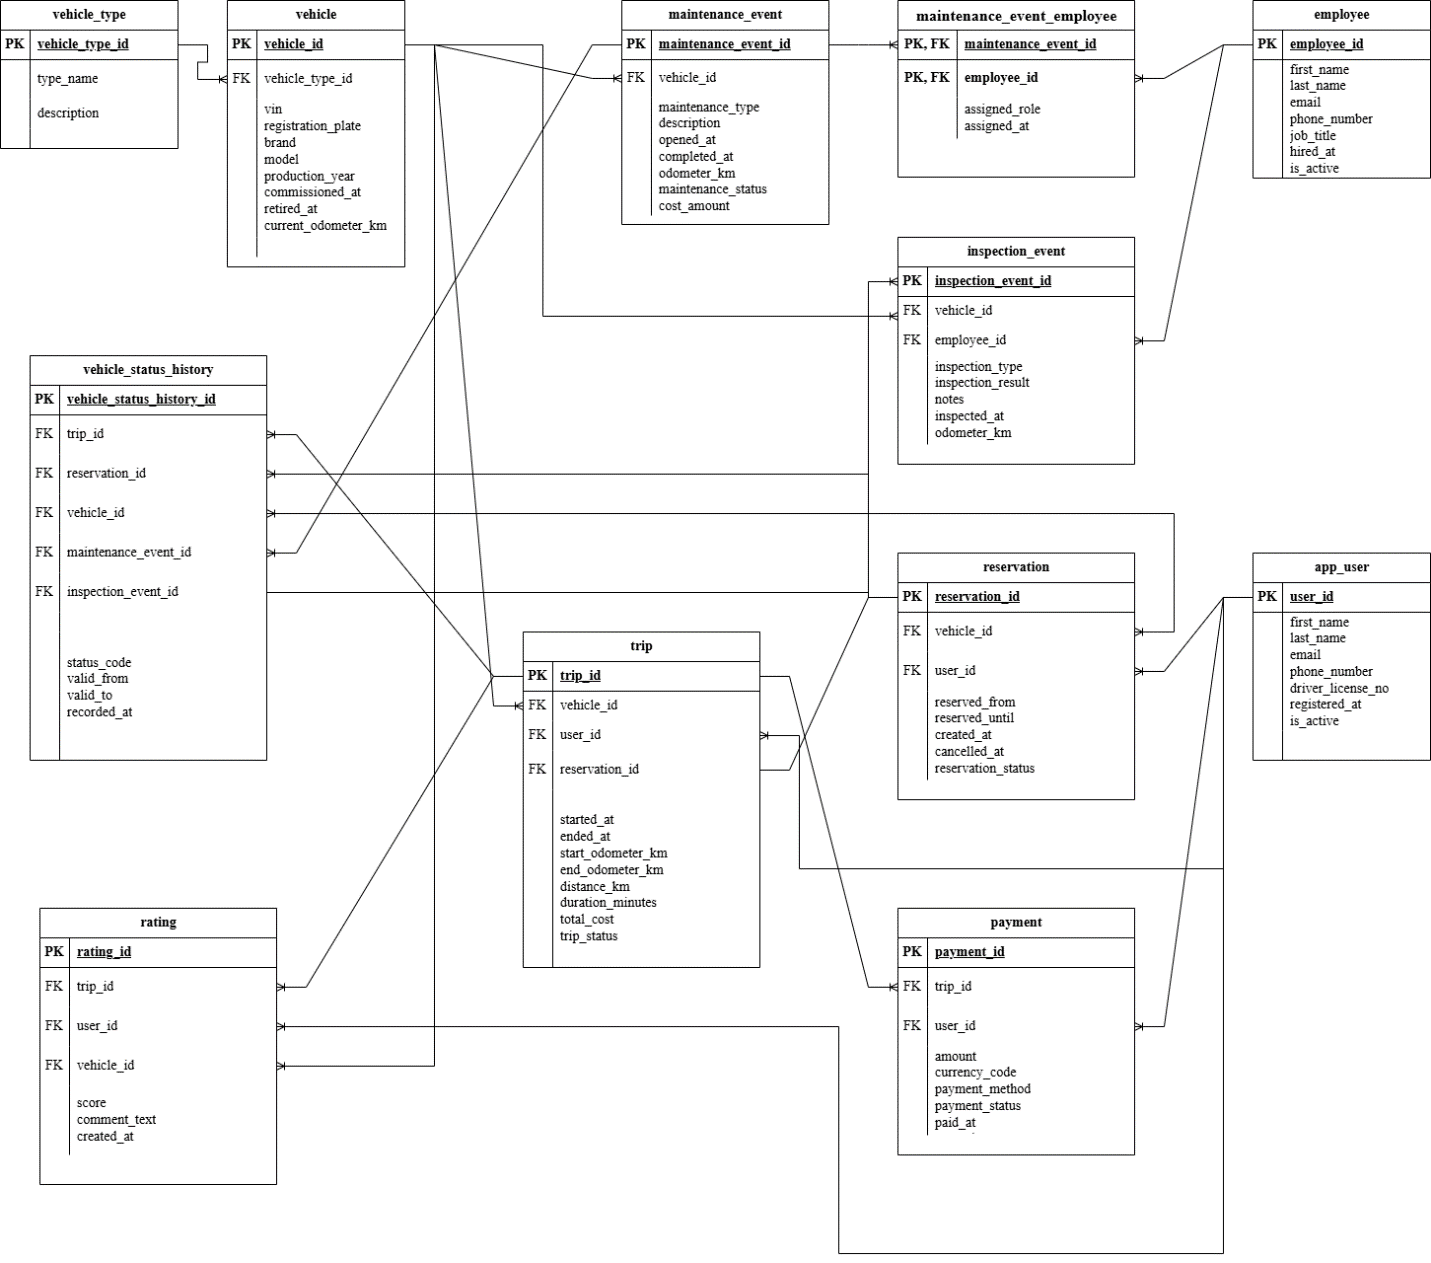 vehicle_type
PK vehicle_type_id
type_name
description
vehicle
PK vehicle_id
FK vehicle_type_id
vin
registration_plate
brand
model
production_year
commissioned_at
retired_at
current_odometer_km
maintenance_event
PK maintenance_event_id
FK vehicle_id
maintenance_type
description
opened_at
completed_at
odometer_km
maintenance_status
cost_amount
maintenance_event_employee
PK, FK maintenance_event_id
PK, FK employee_id
assigned_role
assigned_at
employee
PK employee_id
first_name
last_name
email
phone_number
job_title
hired_at
is_active
inspection_event
PK inspection_event_id
FK vehicle_id
FK employee_id
inspection_type
inspection_result
notes
inspected_at
odometer_km
vehicle_status_history
PK vehicle_status_history_id
FK trip_id
FK reservation_id
FK vehicle_id
FK maintenance_event_id
FK inspection_event_id
status_code
valid_from
valid_to
recorded_at
trip
PK trip_id
FK vehicle_id
FK user_id
FK reservation_id
started_at
ended_at
start_odometer_km
end_odometer_km
distance_km
duration_minutes
total_cost
trip_status
reservation
PK reservation_id
FK vehicle_id
FK user_id
reserved_from
reserved_until
created_at
cancelled_at
reservation_status
app_user
PK user_id
first_name
last_name
email
phone_number
driver_license_no
registered_at
is_active
rating
PK rating_id
FK trip_id
FK user_id
FK vehicle_id
score
comment_text
created_at
payment
PK payment_id
FK trip_id
FK user_id
amount
currency_code
payment_method
payment_status
paid_at